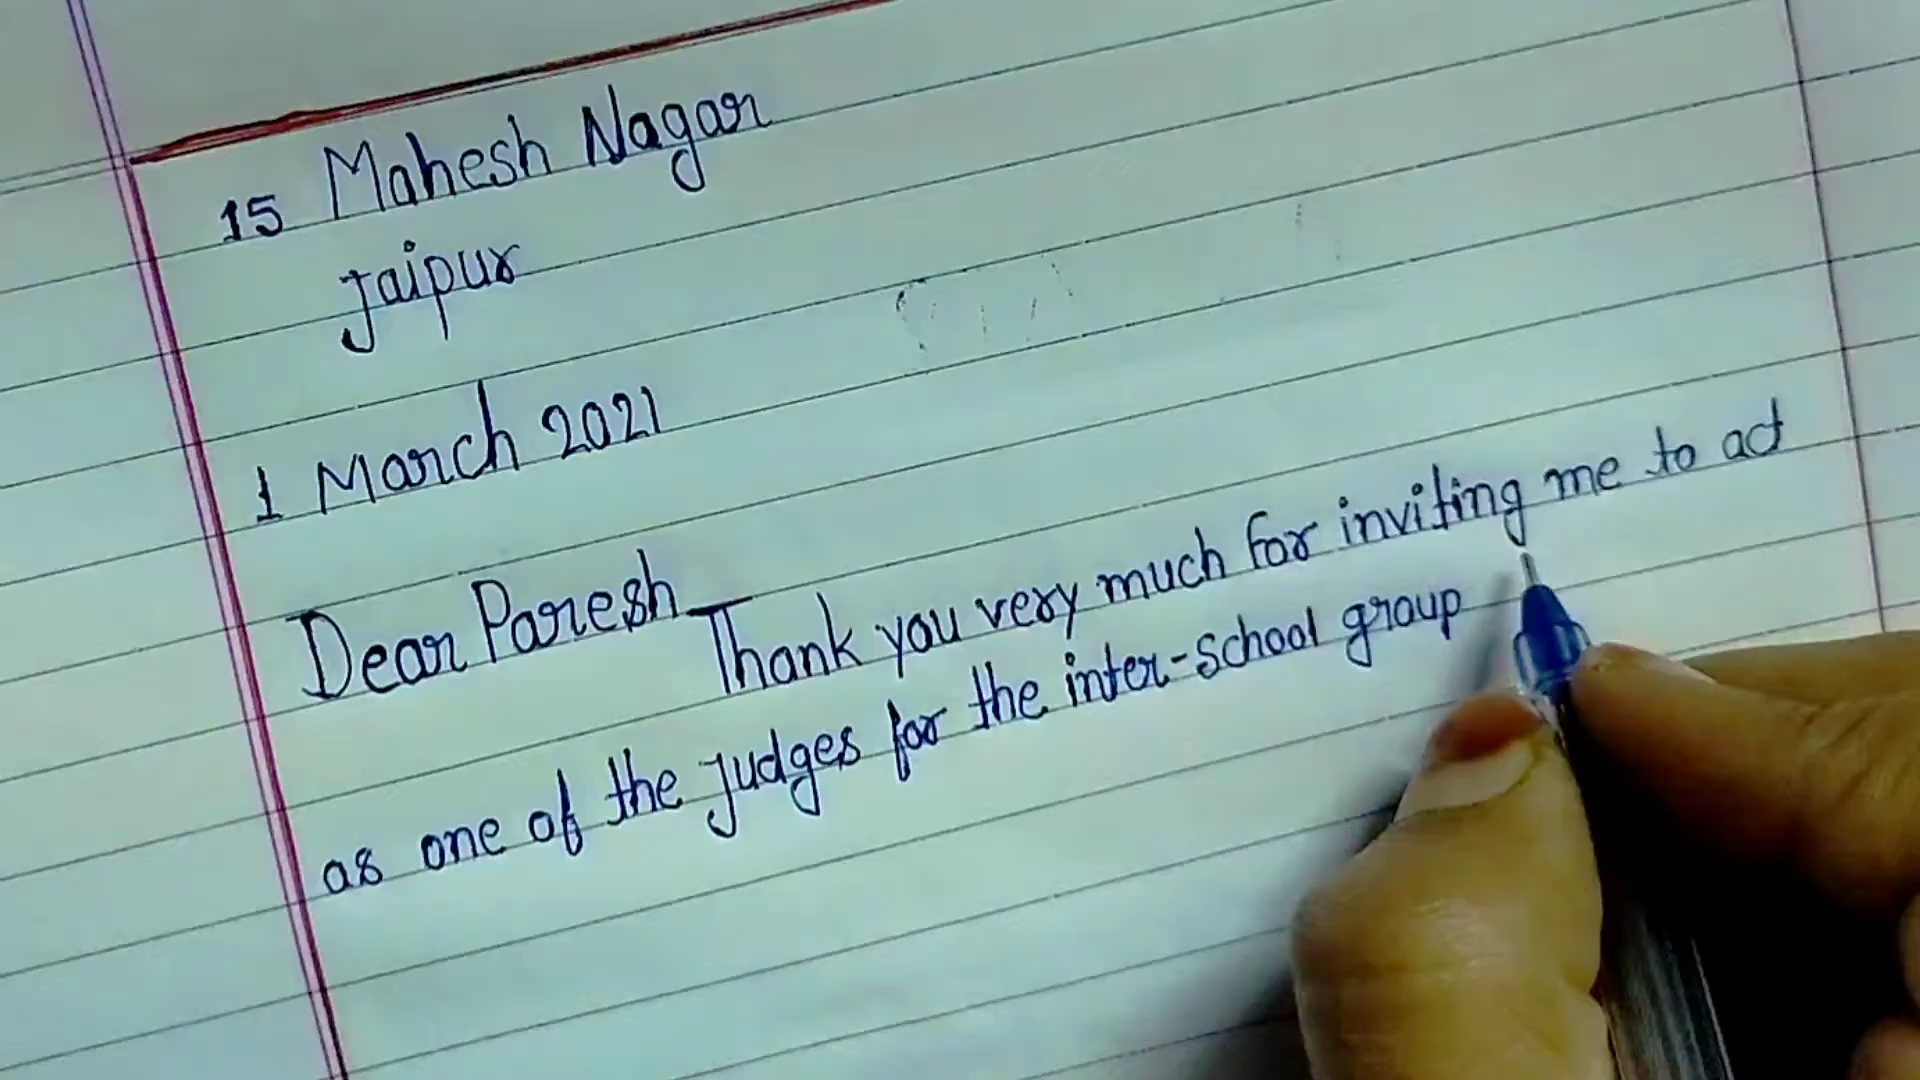 15 Mahesh Nagar
Jaipur
1 March 2021
Dear Paresh
Thank you very much for inviting me to act
as one of the judges for the inter-school group